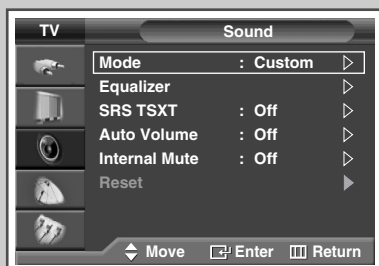 TV Sound
Mode : Custom
Equalizer
SRS TSXT : Off
Auto Volume : Off
Internal Mute : Off
Reset
Move Enter Return